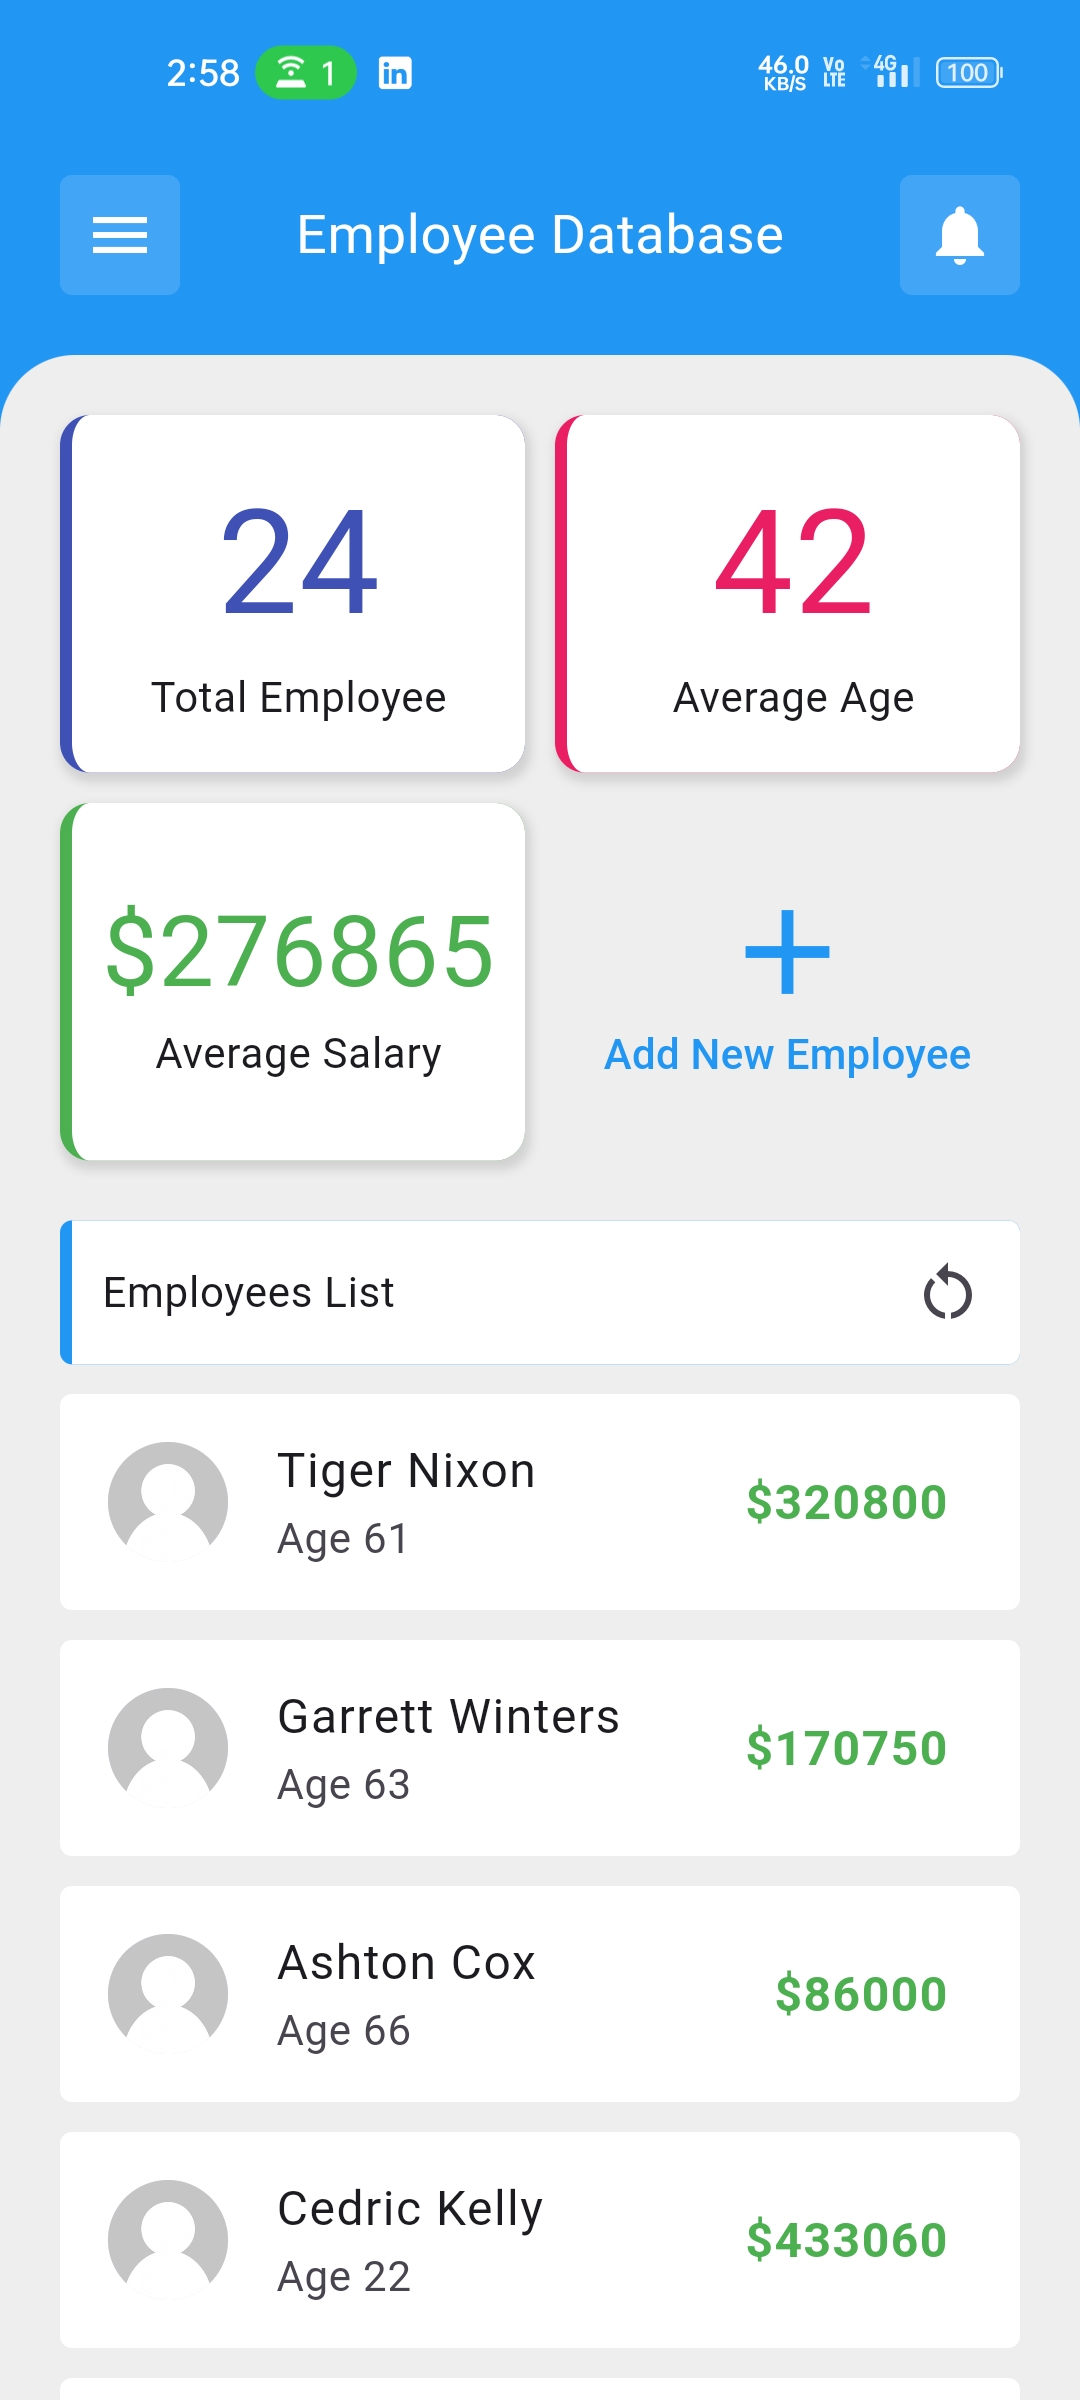 2:58 1 in 46.0 KB/S Vo LTE 4G 100
Employee Database
24
Total Employee
42
Average Age
$276865
Average Salary
Add New Employee
Employees List
Tiger Nixon
Age 61
$320800
Garrett Winters
Age 63
$170750
Ashton Cox
Age 66
$86000
Cedric Kelly
Age 22
$433060